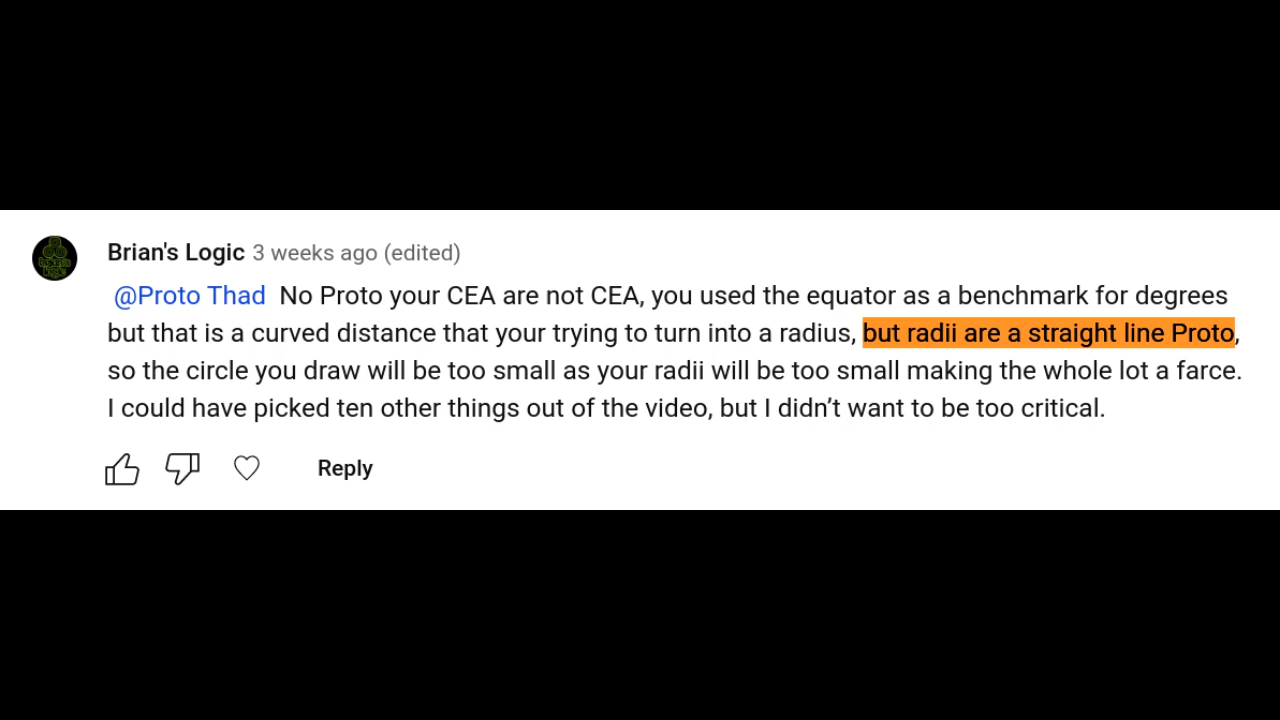 Brian's Logic 3 weeks ago (edited)
@Proto Thad No Proto your CEA are not CEA, you used the equator as a benchmark for degrees
but that is a curved distance that your trying to turn into a radius, but radii are a straight line Proto,
so the circle you draw will be too small as your radii will be too small making the whole lot a farce.
I could have picked ten other things out of the video, but I didn’t want to be too critical.
Reply